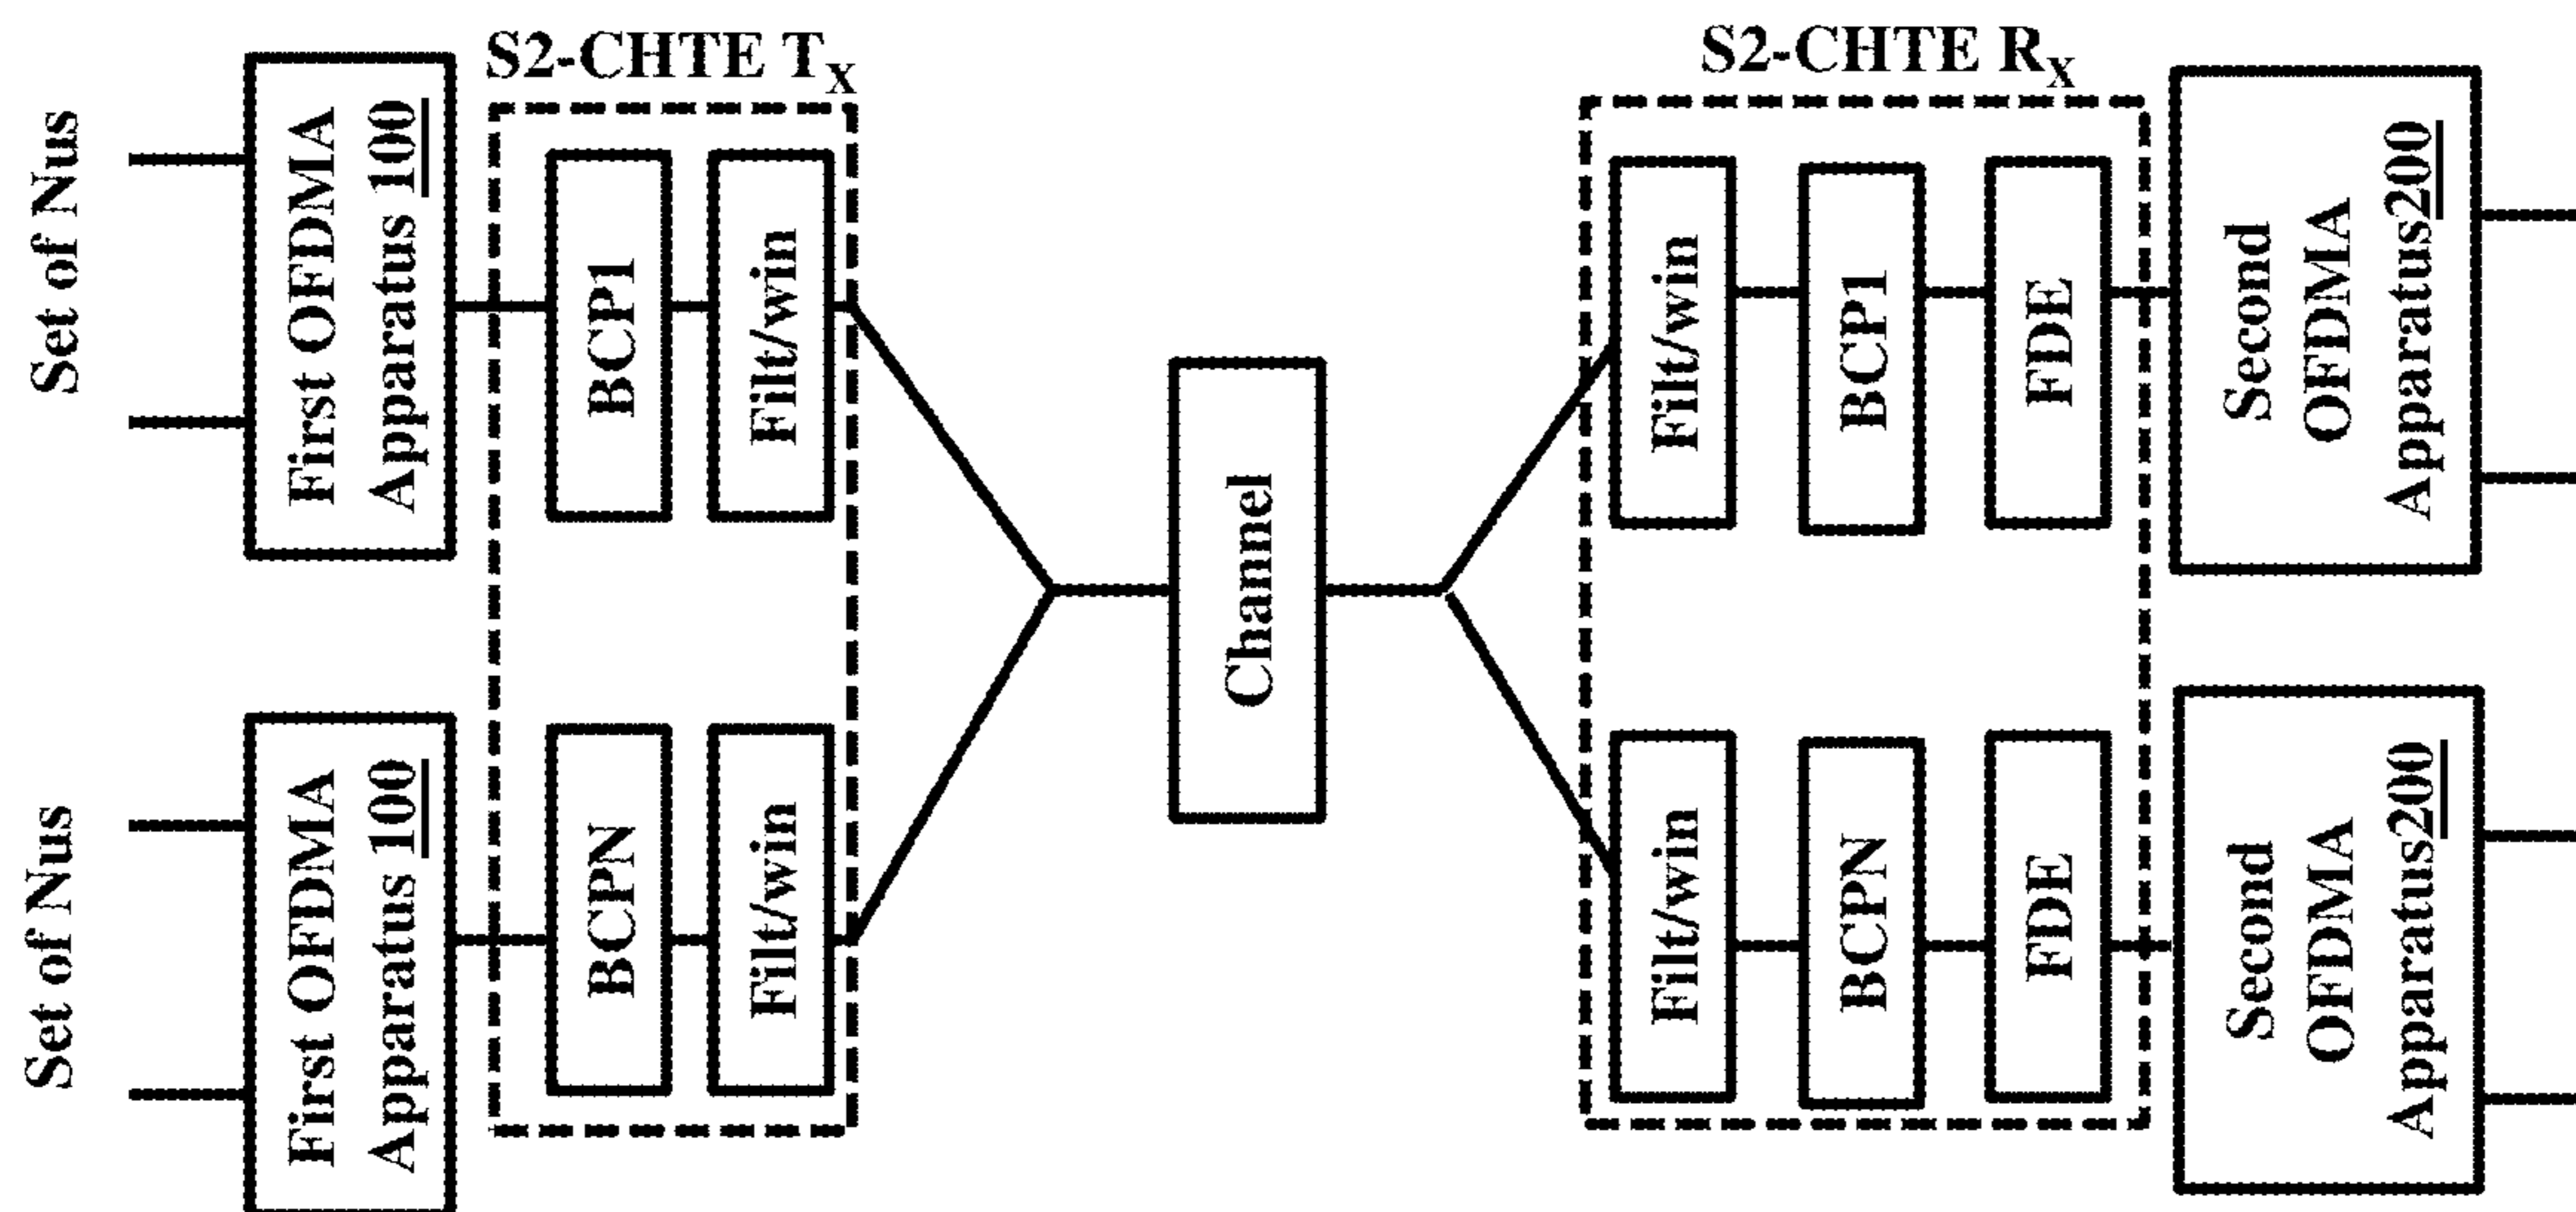 S2-CHTE TX
S2-CHTE RX
Set of Nus
First OFDMA
Apparatus 100
BCP1
Filt/win
Filt/win
BCP1
FDE
Second
OFDMA
Apparatus200
Channel
Set of Nus
First OFDMA
Apparatus 100
BCPN
Filt/win
Filt/win
BCPN
FDE
Second
OFDMA
Apparatus200